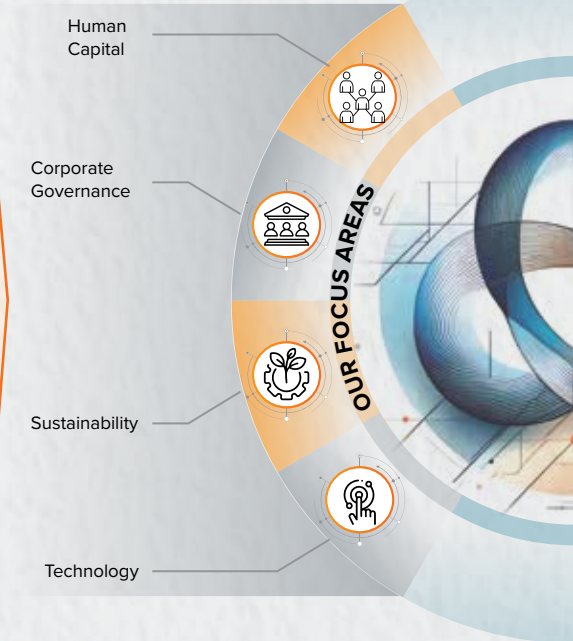 Human
Capital
Corporate
Governance
OUR FOCUS AREAS
Sustainability
Technology